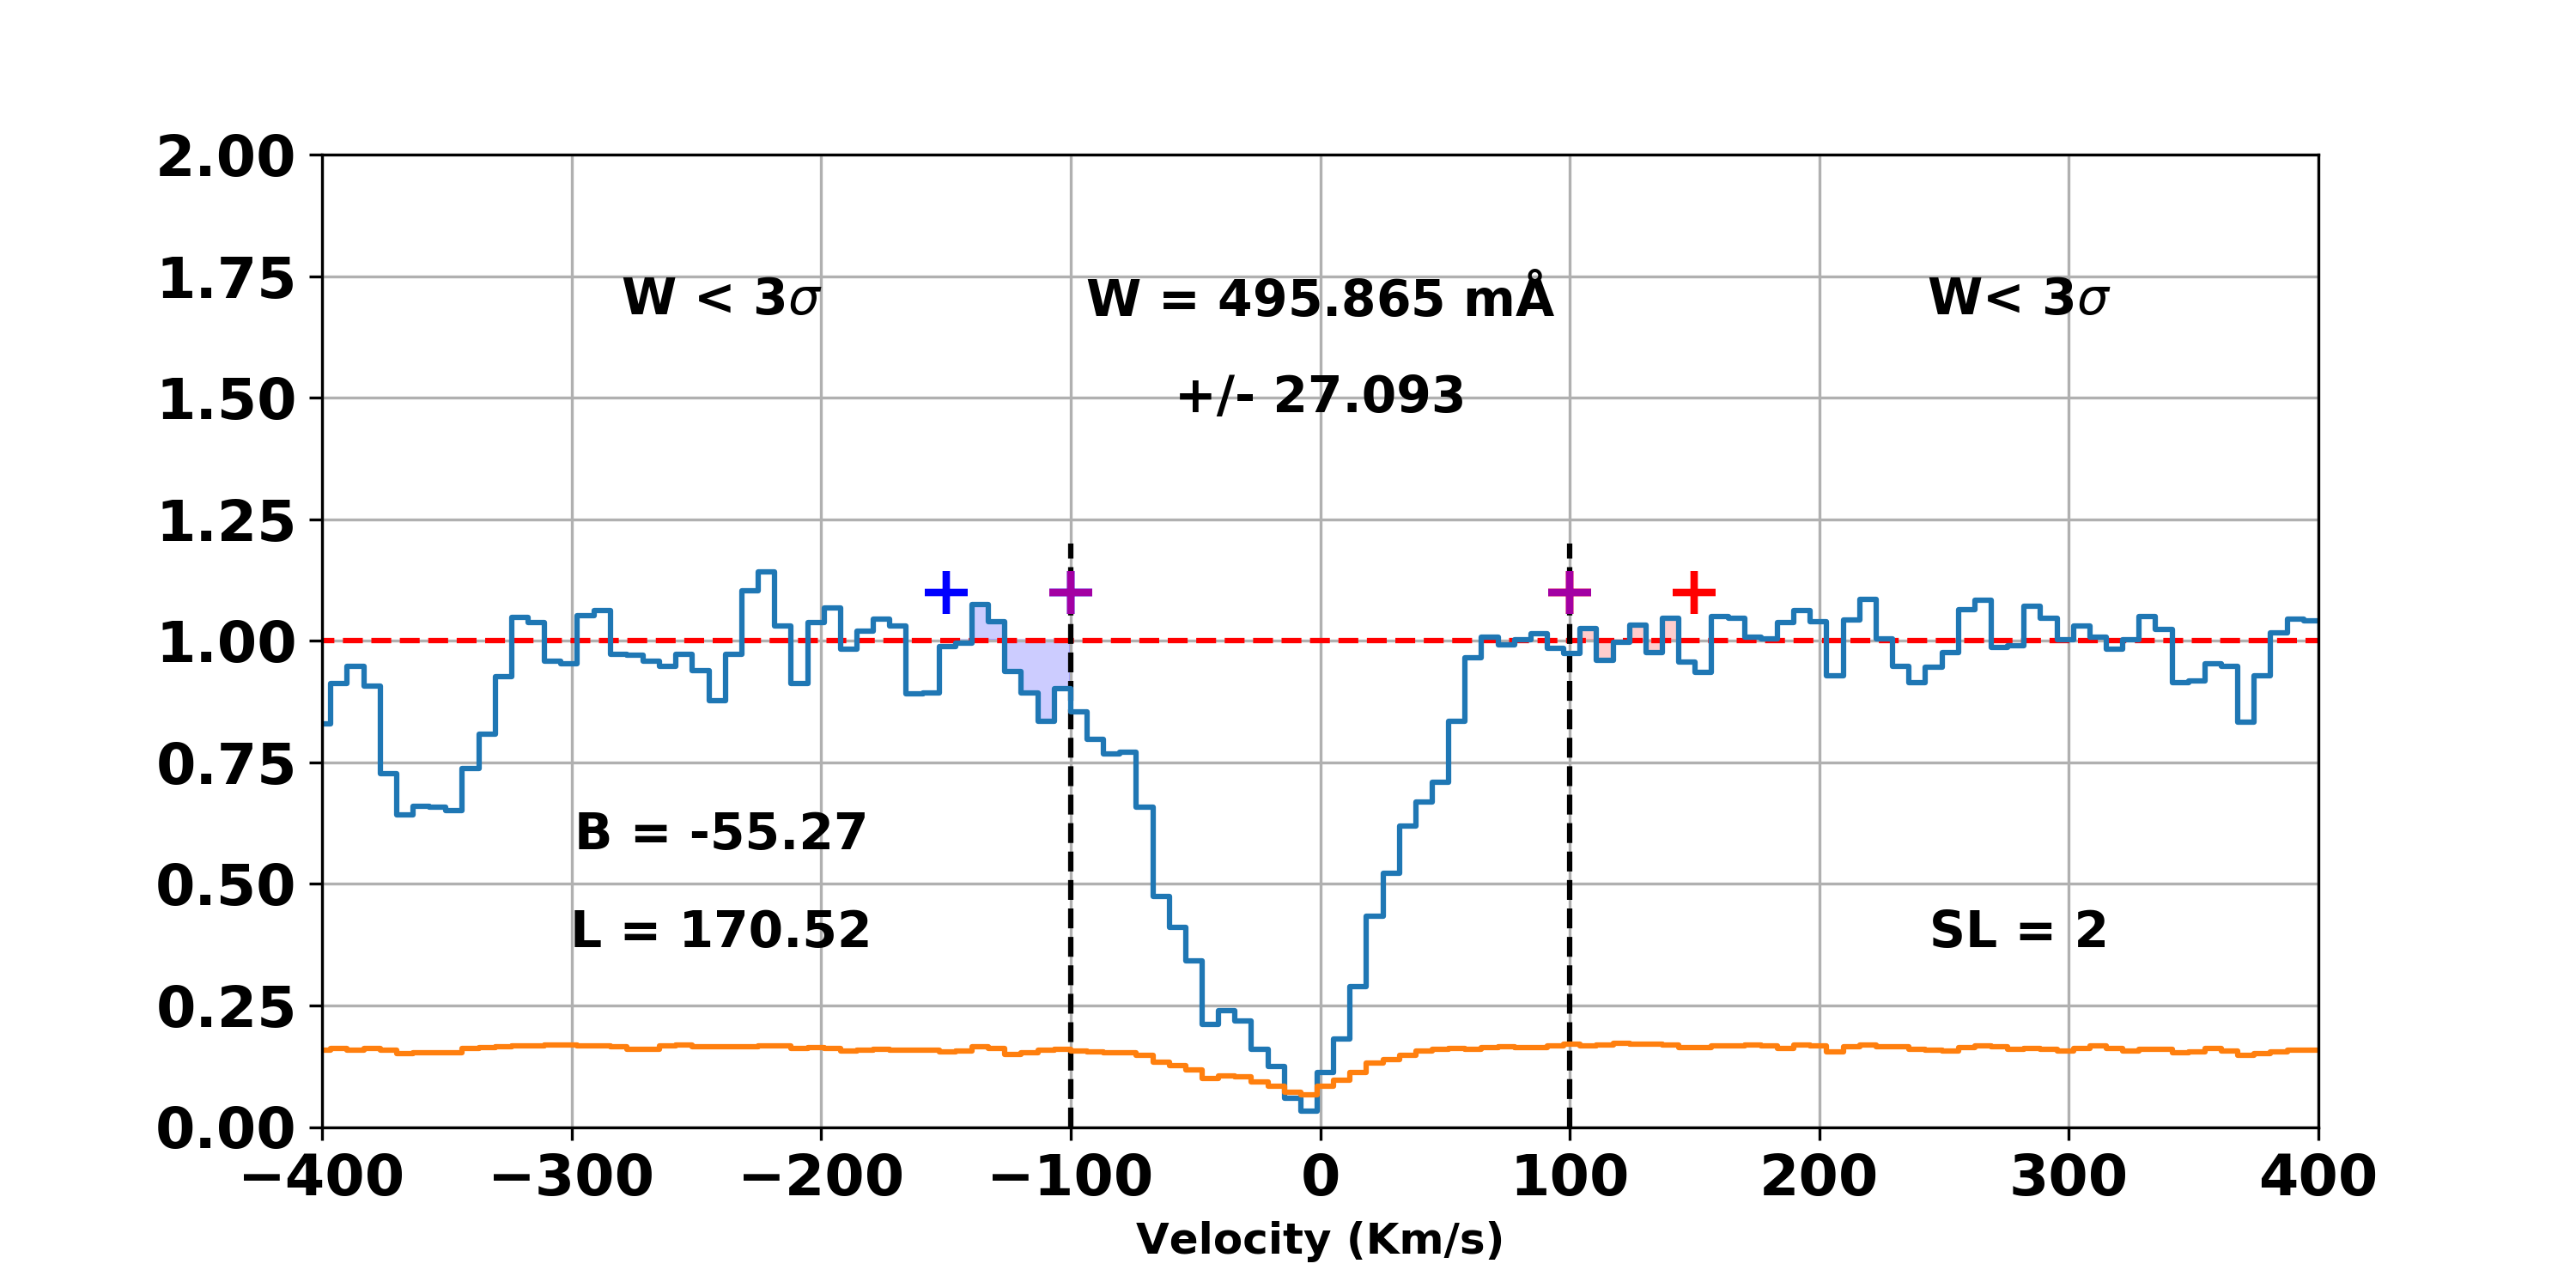 2.00
1.75
1.50
1.25
1.00
0.75
0.50
0.25
0.00
W < 3σ
W = 495.865 mÅ
W< 3σ
+/- 27.093
B = -55.27
L = 170.52
SL = 2
−400 −300 −200 −100 0 100 200 300 400
Velocity (Km/s)